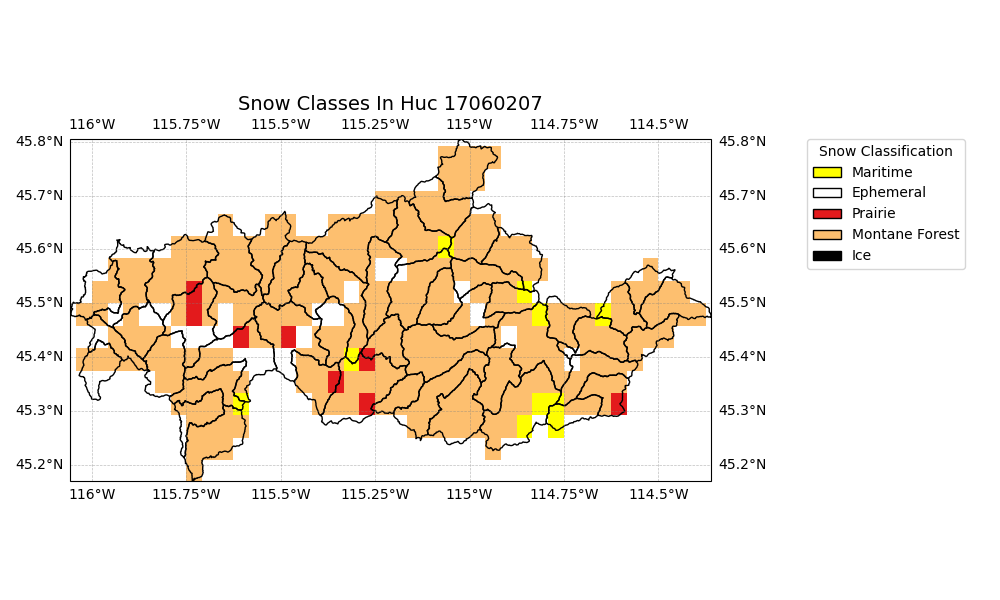 Snow Classes In Huc 17060207
116°W 115.75°W 115.5°W 115.25°W 115°W 114.75°W 114.5°W
45.8°N 45.8°N
45.7°N 45.7°N
45.6°N 45.6°N
45.5°N 45.5°N
45.4°N 45.4°N
45.3°N 45.3°N
45.2°N 45.2°N
116°W 115.75°W 115.5°W 115.25°W 115°W 114.75°W 114.5°W
Snow Classification
Maritime
Ephemeral
Prairie
Montane Forest
Ice